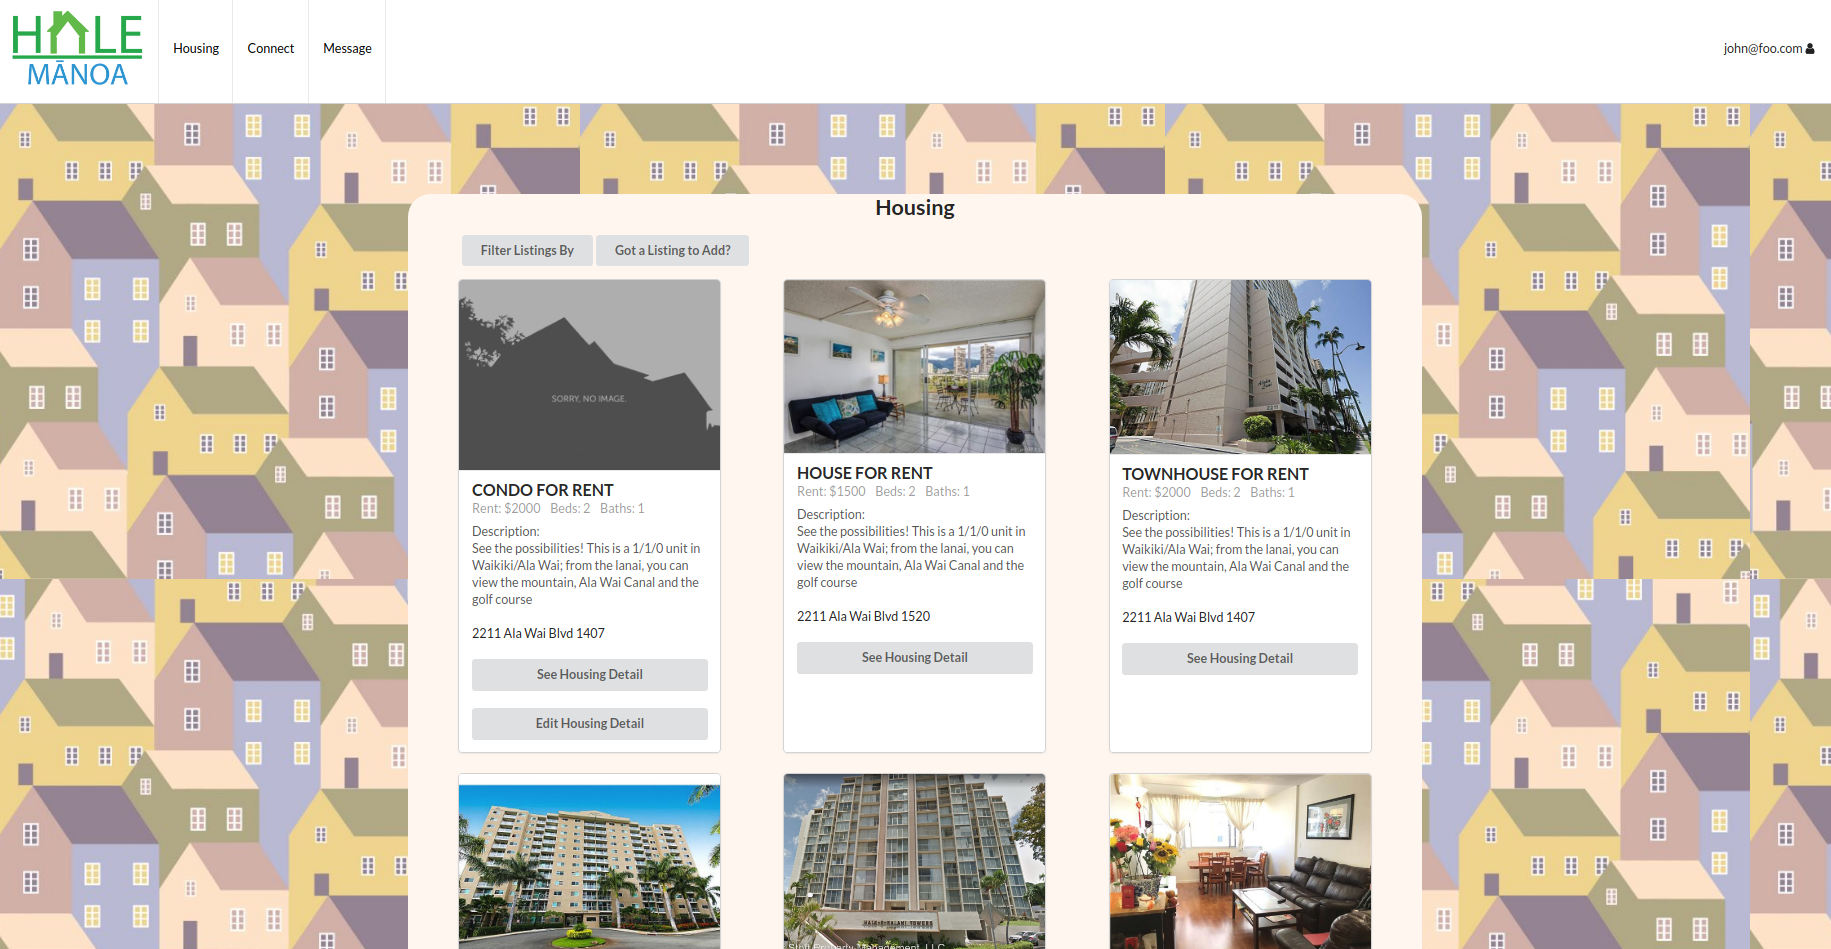 HALE
MĀNOA
Housing
Connect
Message
john@foo.com
Housing
Filter Listings By
Got a Listing to Add?
SORRY, NO IMAGE.
CONDO FOR RENT
Rent: $2000 Beds: 2 Baths: 1
Description:
See the possibilities! This is a 1/1/0 unit in
Waikiki/Ala Wai; from the lanai, you can
view the mountain, Ala Wai Canal and the
golf course
2211 Ala Wai Blvd 1407
See Housing Detail
Edit Housing Detail
HOUSE FOR RENT
Rent: $1500 Beds: 2 Baths: 1
Description:
See the possibilities! This is a 1/1/0 unit in
Waikiki/Ala Wai; from the lanai, you can
view the mountain, Ala Wai Canal and the
golf course
2211 Ala Wai Blvd 1520
See Housing Detail
TOWNHOUSE FOR RENT
Rent: $2000 Beds: 2 Baths: 1
Description:
See the possibilities! This is a 1/1/0 unit in
Waikiki/Ala Wai; from the lanai, you can
view the mountain, Ala Wai Canal and the
golf course
2211 Ala Wai Blvd 1407
See Housing Detail
TOWERS
Property Management, LLC